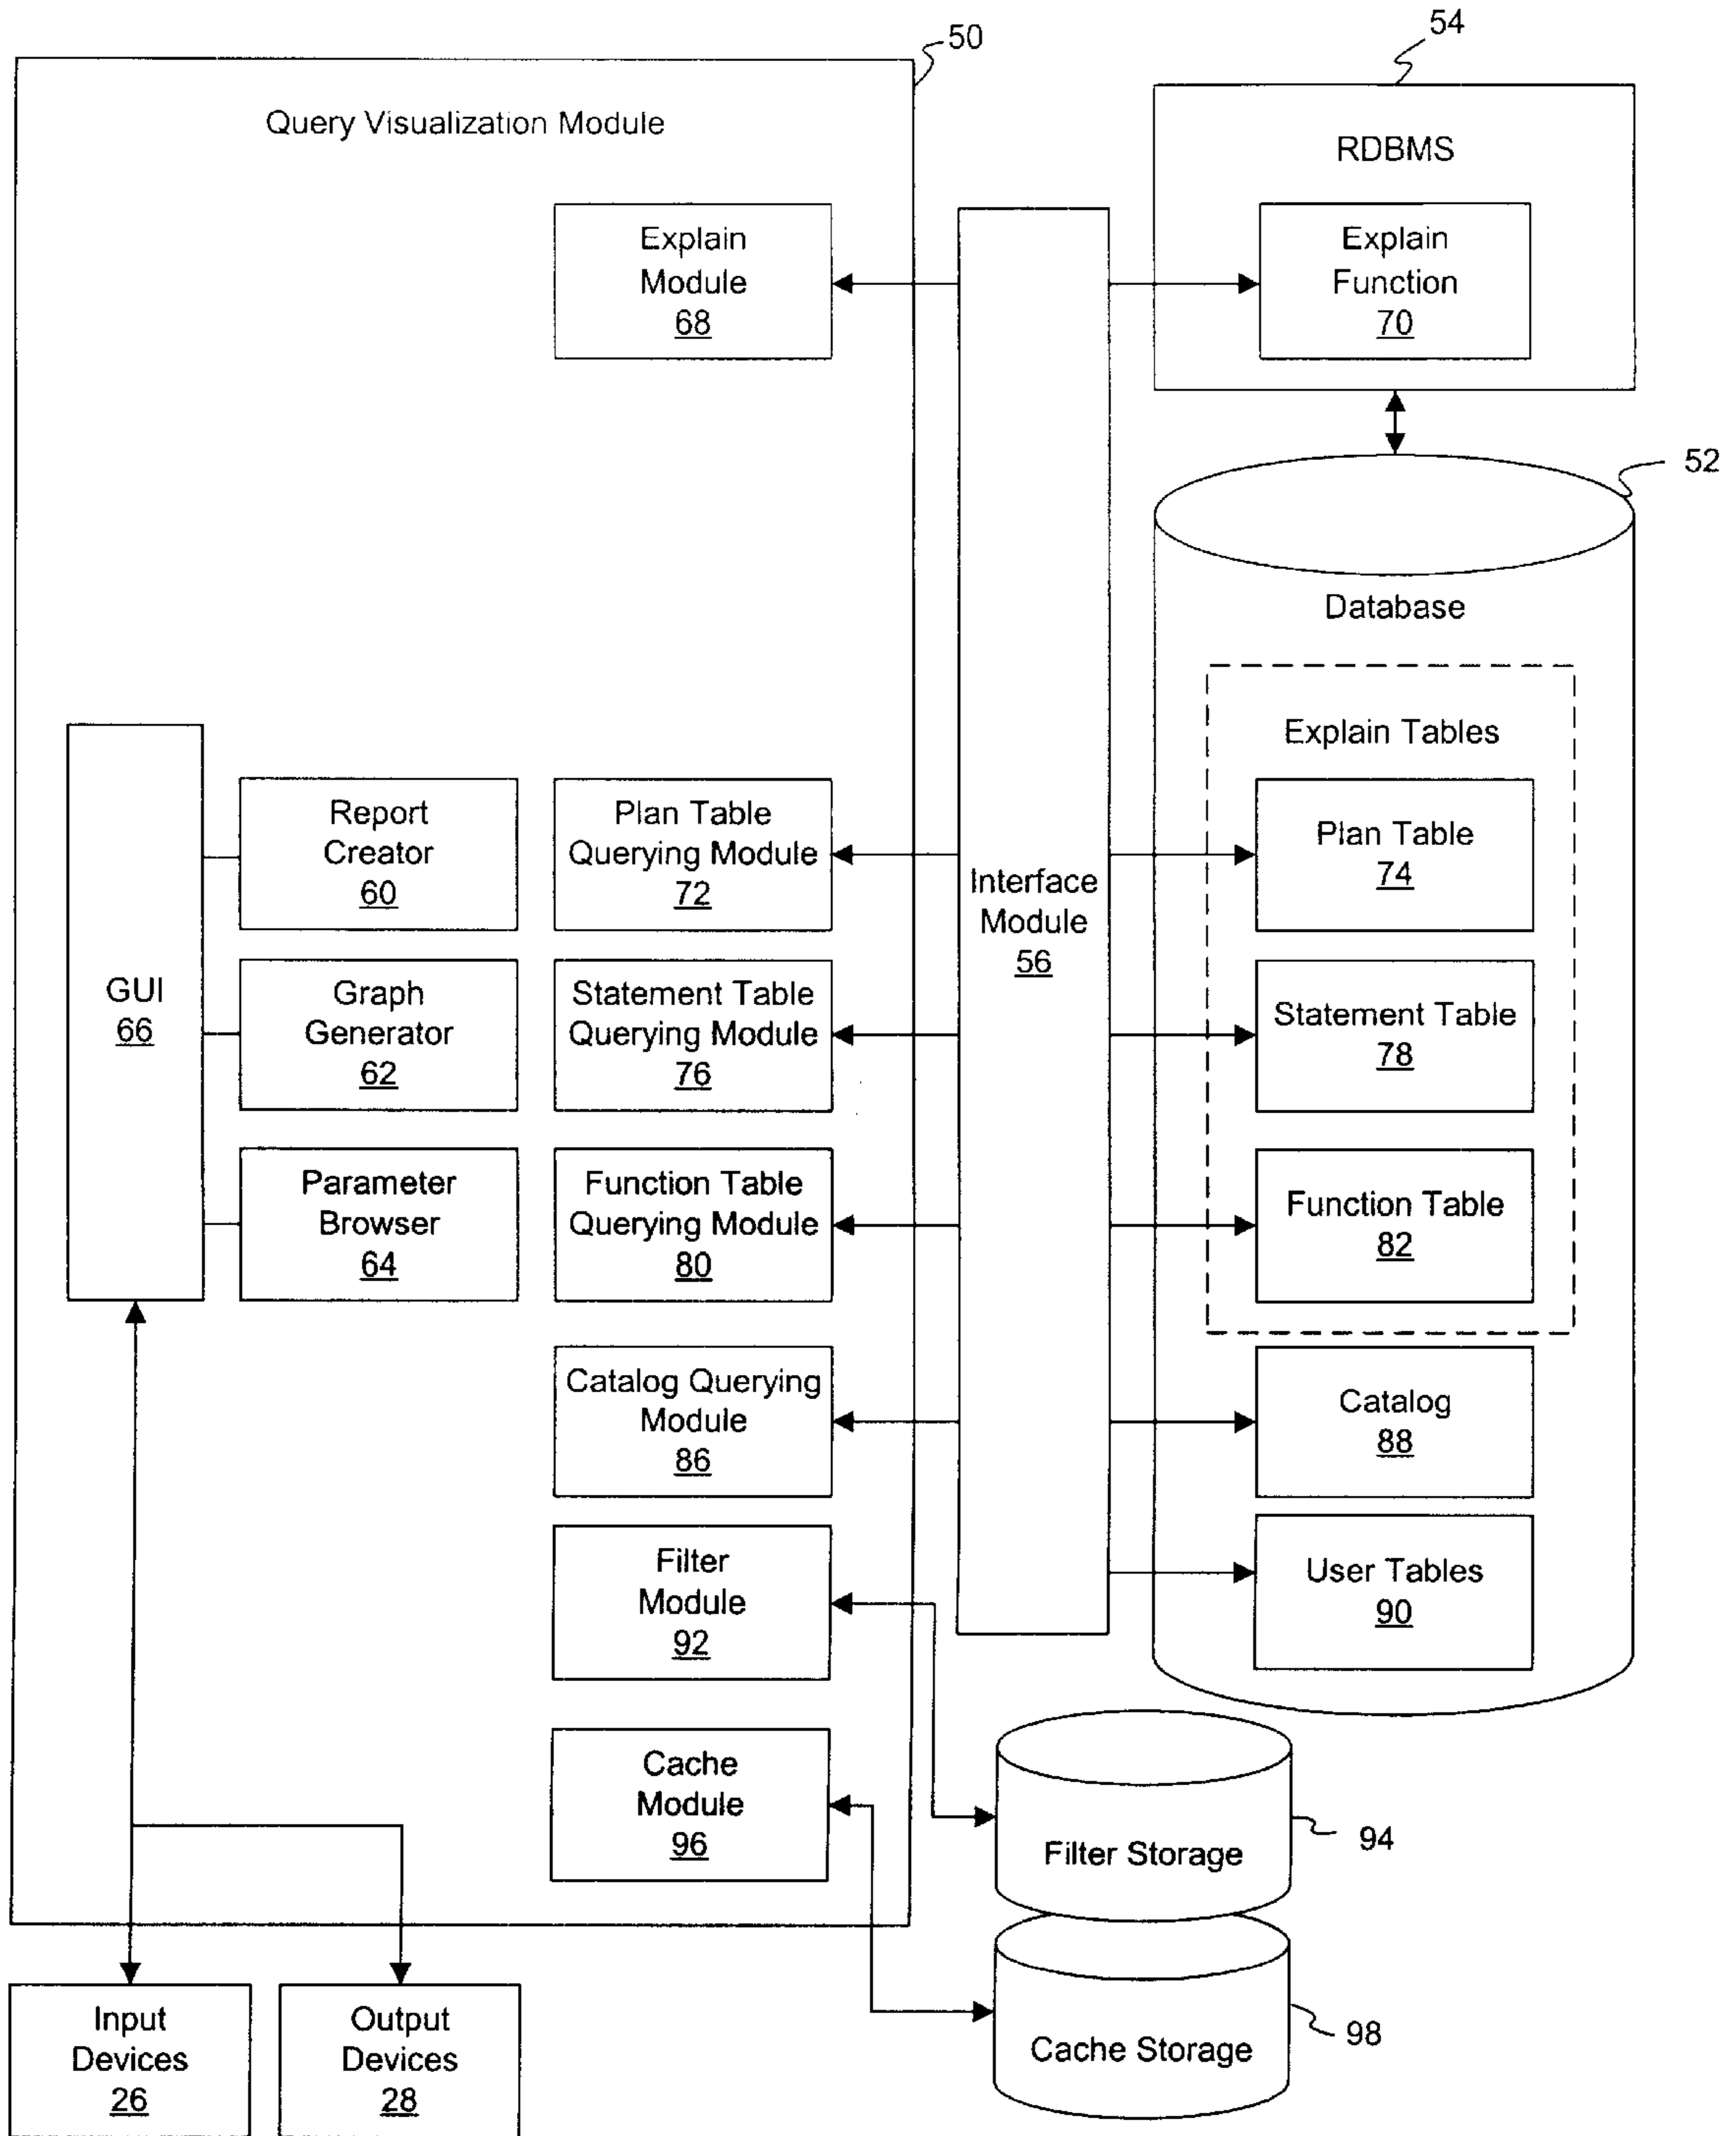 50
54
Query Visualization Module
RDBMS
Explain
Module
68
Explain
Function
70
52
Database
Explain Tables
GUI
66
Report
Creator
60
Plan Table
Querying Module
72
Interface
Module
56
Plan Table
74
Graph
Generator
62
Statement Table
Querying Module
76
Statement Table
78
Parameter
Browser
64
Function Table
Querying Module
80
Function Table
82
Catalog Querying
Module
86
Catalog
88
Filter
Module
92
User Tables
90
Cache
Module
96
Filter Storage
94
Input
Devices
26
Output
Devices
28
Cache Storage
98